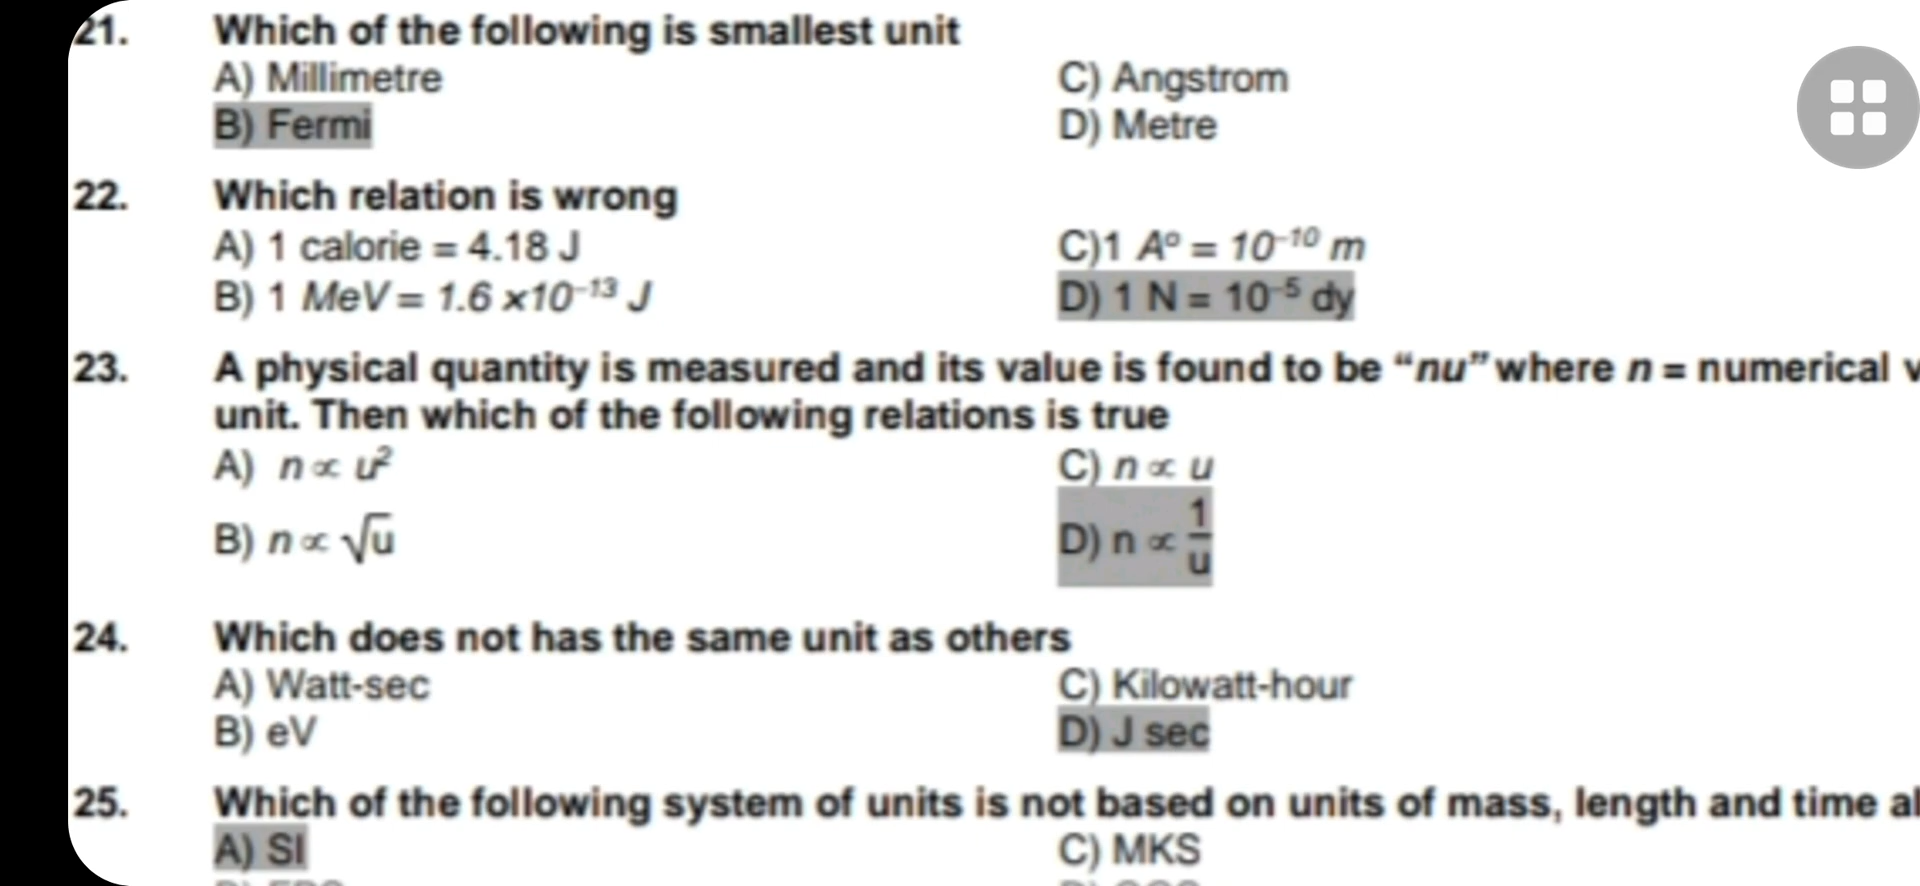 21. Which of the following is smallest unit
A) Millimetre C) Angstrom
B) Fermi D) Metre
22. Which relation is wrong
A) 1 calorie = 4.18 J C)1 Aº = 10⁻¹⁰ m
B) 1 MeV = 1.6 ×10⁻¹³ J D) 1 N = 10⁻⁵ dy
23. A physical quantity is measured and its value is found to be “nu” where n = numerical
unit. Then which of the following relations is true
A) n ∝ u² C) n ∝ u
B) n ∝ √u D) n ∝ 1/u
24. Which does not has the same unit as others
A) Watt-sec C) Kilowatt-hour
B) eV D) J sec
25. Which of the following system of units is not based on units of mass, length and time
A) SI C) MKS